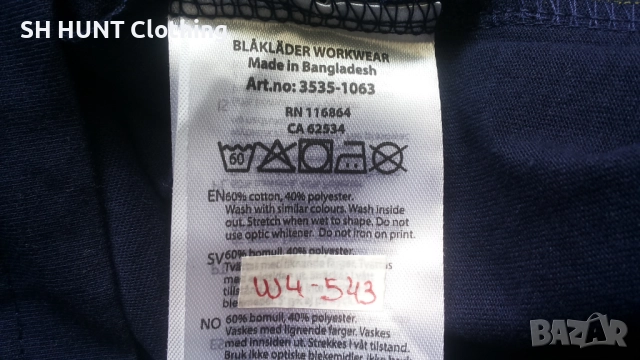 SH HUNT Clothing
BLÅKLÄDER WORKWEAR
Made in Bangladesh
Art.no: 3535-1063
RN 116864
CA 62534
60
EN 60% cotton, 40% polyester.
Wash with similar colours. Wash inside
out. Stretch when wet to shape. Do not
use optic whitener. Do not iron on print.
SV 60% bomull, 40% polyester.
W4-543
NO 60% bomull, 40% polyester.
Vaskes med lignende farger. Vaskes
med innsiden ut. Strekkes i våt tilstand.
Bruk ikke optiske blekemidler, ikke bruk
BAZAR